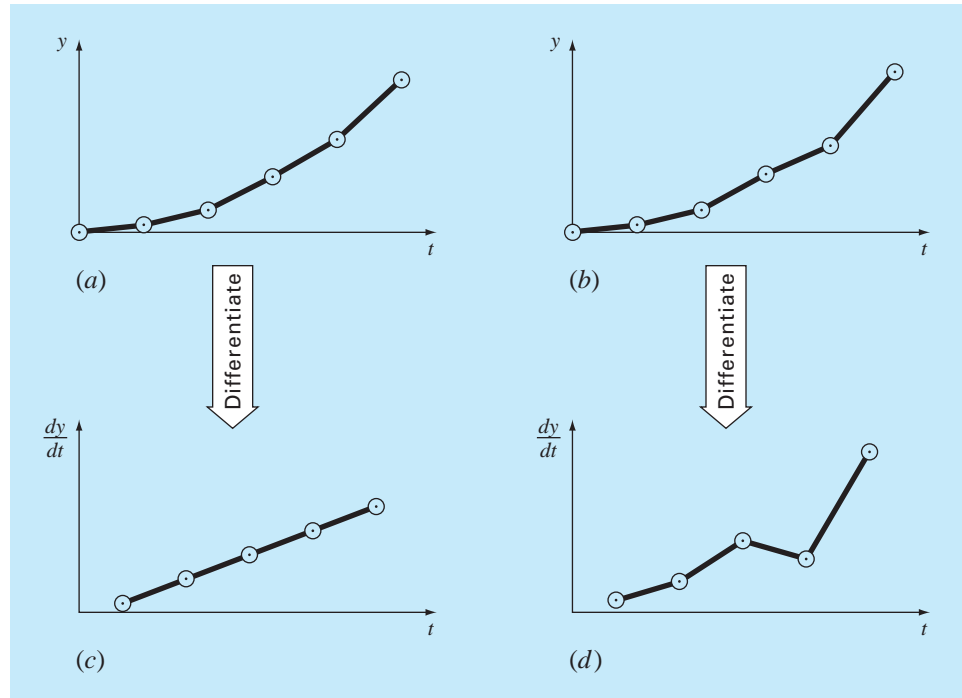 y
t
(a)
y
t
(b)
Differentiate
Differentiate
dy
dt
t
(c)
dy
dt
t
(d)